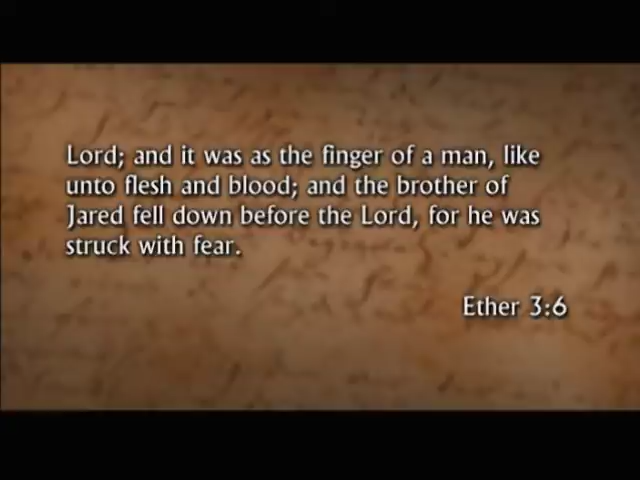 Lord; and it was as the finger of a man, like
unto flesh and blood; and the brother of
Jared fell down before the Lord, for he was
struck with fear.
Ether 3:6